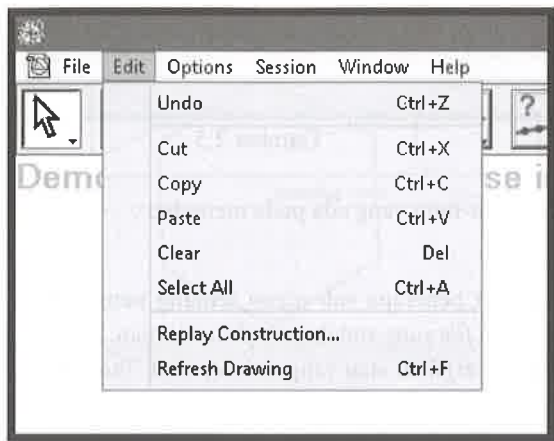 File Edit Options Session Window Help
Undo Ctrl+Z
Cut Ctrl+X
Copy Ctrl+C
Paste Ctrl+V
Clear Del
Select All Ctrl+A
Replay Construction...
Refresh Drawing Ctrl+F
?